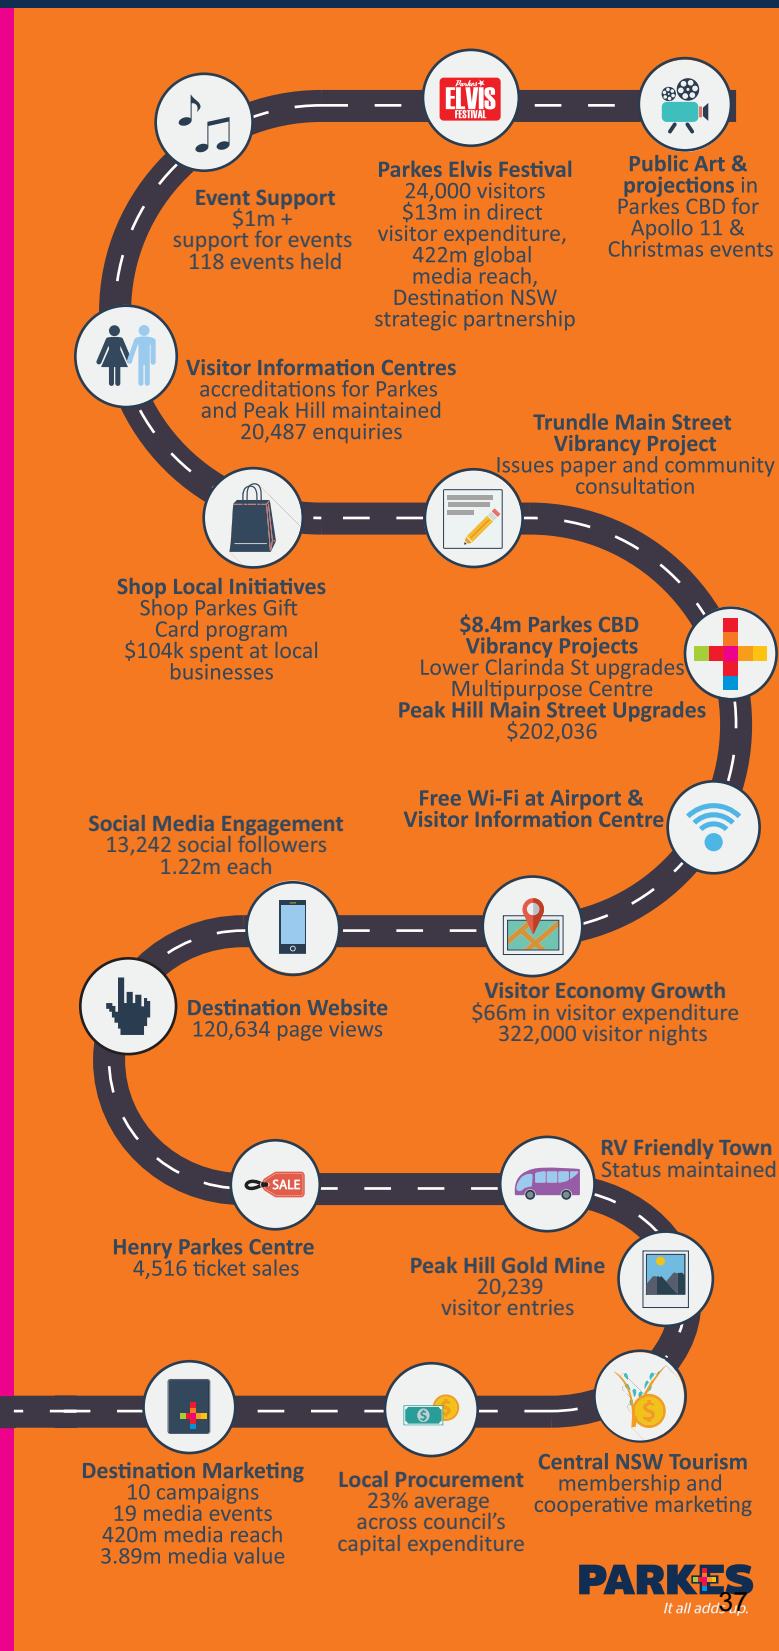 Parkes
ELVIS
FESTIVAL
Public Art &
projections in
Parkes CBD for
Apollo 11 &
Christmas events
Parkes Elvis Festival
24,000 visitors
$13m in direct
visitor expenditure,
422m global
media reach,
Destination NSW
strategic partnership
Event Support
$1m +
support for events
118 events held
Visitor Information Centres
accreditations for Parkes
and Peak Hill maintained
20,487 enquiries
Trundle Main Street
Vibrancy Project
Issues paper and community
consultation
Shop Local Initiatives
Shop Parkes Gift
Card program
$104k spent at local
businesses
$8.4m Parkes CBD
Vibrancy Projects
Lower Clarinda St upgrades
Multipurpose Centre
Peak Hill Main Street Upgrades
$202,036
Free Wi-Fi at Airport &
Visitor Information Centre
Social Media Engagement
13,242 social followers
1.22m each
Visitor Economy Growth
$66m in visitor expenditure
322,000 visitor nights
Destination Website
120,634 page views
RV Friendly Town
Status maintained
SALE
Henry Parkes Centre
4,516 ticket sales
Peak Hill Gold Mine
20,239
visitor entries
$
$
$
Central NSW Tourism
membership and
cooperative marketing
Local Procurement
23% average
across council's
capital expenditure
Destination Marketing
10 campaigns
19 media events
420m media reach
3.89m media value
PARKES
It all adds up.
37